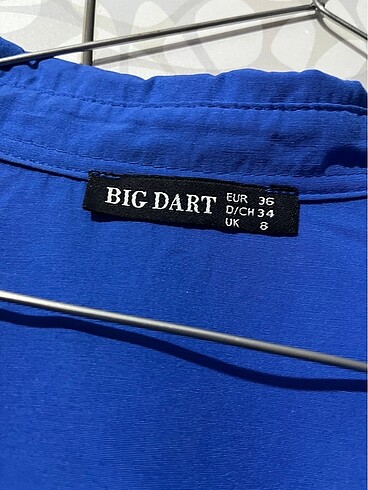 BIG DART
EUR 36
D/CH 34
UK 8